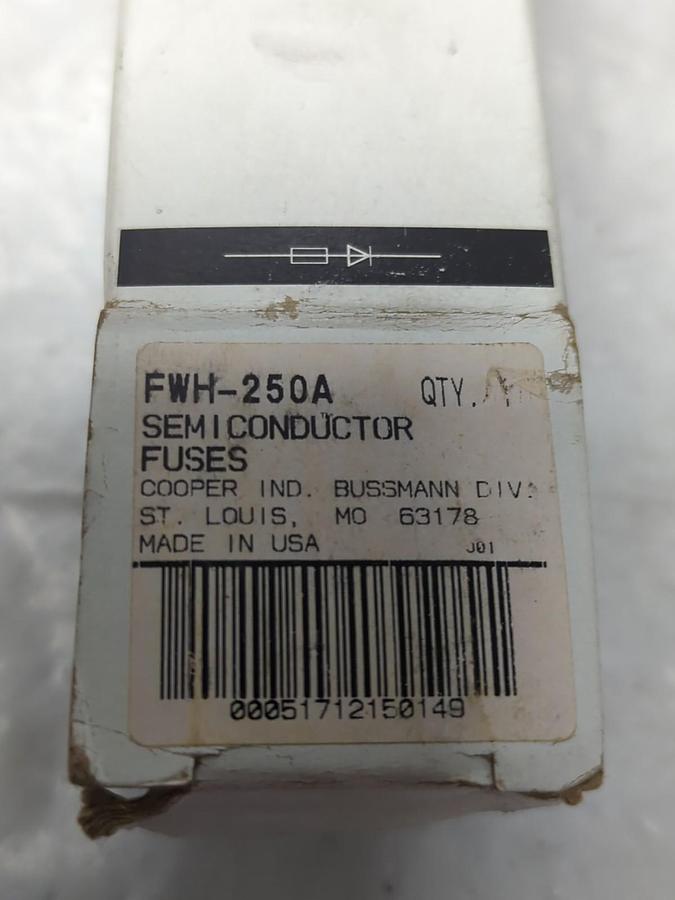 FWH-250A QTY.
SEMICONDUCTOR
FUSES
COOPER IND. BUSSMANN DIV.
ST. LOUIS, MO 63178
MADE IN USA J01
00051712150149